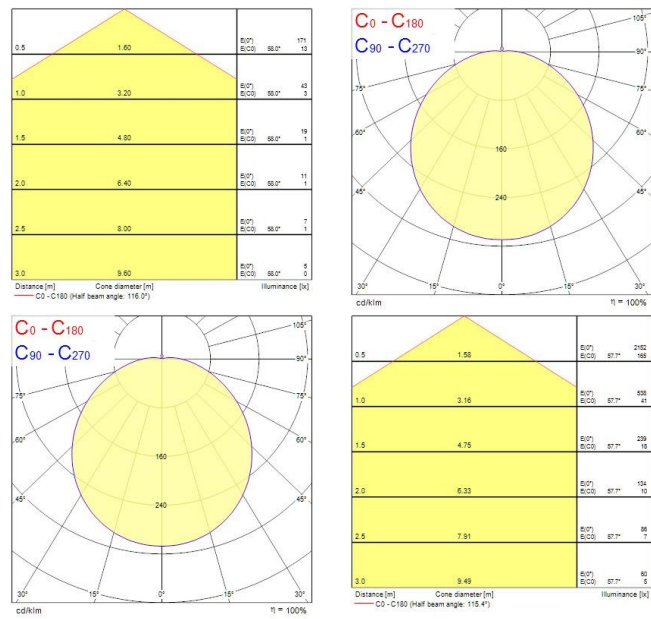 0.5 1.60 E(0°) 171
E(C0) 58.0° 13
1.0 3.20 E(0°) 43
E(C0) 58.0° 3
1.5 4.80 E(0°) 19
E(C0) 58.0° 1
2.0 6.40 E(0°) 11
E(C0) 58.0° 1
2.5 8.00 E(0°) 7
E(C0) 58.0° 1
3.0 9.60 E(0°) 5
E(C0) 58.0° 0
Distance [m] Cone diameter [m] Illuminance [lx]
C0 - C180 (Half beam angle: 116.0°)
C0 - C180
C90 - C270
105°
90°
75° 75°
160
60° 60°
45° 240 45°
30° 15° 0° 15° 30°
cd/klm η = 100%
C0 - C180
C90 - C270
105°
90°
75° 75°
60° 60°
160
45° 240 45°
30° 15° 0° 15° 30°
cd/klm η = 100%
0.5 1.58 E(0°) 2152
E(C0) 57.7° 165
1.0 3.16 E(0°) 538
E(C0) 57.7° 41
1.5 4.75 E(0°) 239
E(C0) 57.7° 18
2.0 6.33 E(0°) 134
E(C0) 57.7° 10
2.5 7.91 E(0°) 86
E(C0) 57.7° 7
3.0 9.49 E(0°) 60
E(C0) 57.7° 5
Distance [m] Cone diameter [m] Illuminance [lx]
C0 - C180 (Half beam angle: 115.4°)